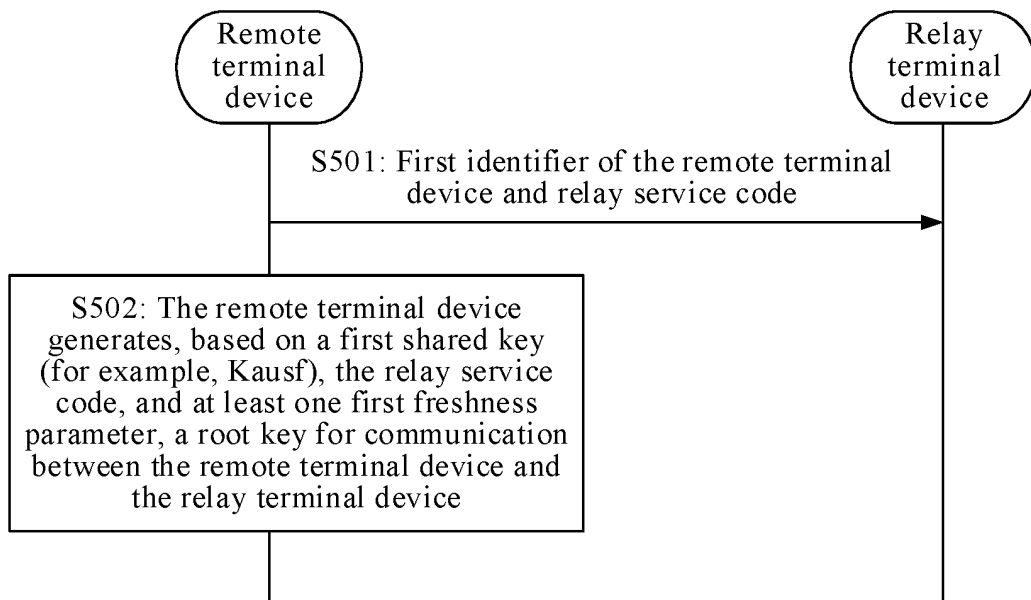 Remote
terminal
device
Relay
terminal
device
S501: First identifier of the remote terminal
device and relay service code
S502: The remote terminal device
generates, based on a first shared key
(for example, Kausf), the relay service
code, and at least one first freshness
parameter, a root key for communication
between the remote terminal device and
the relay terminal device